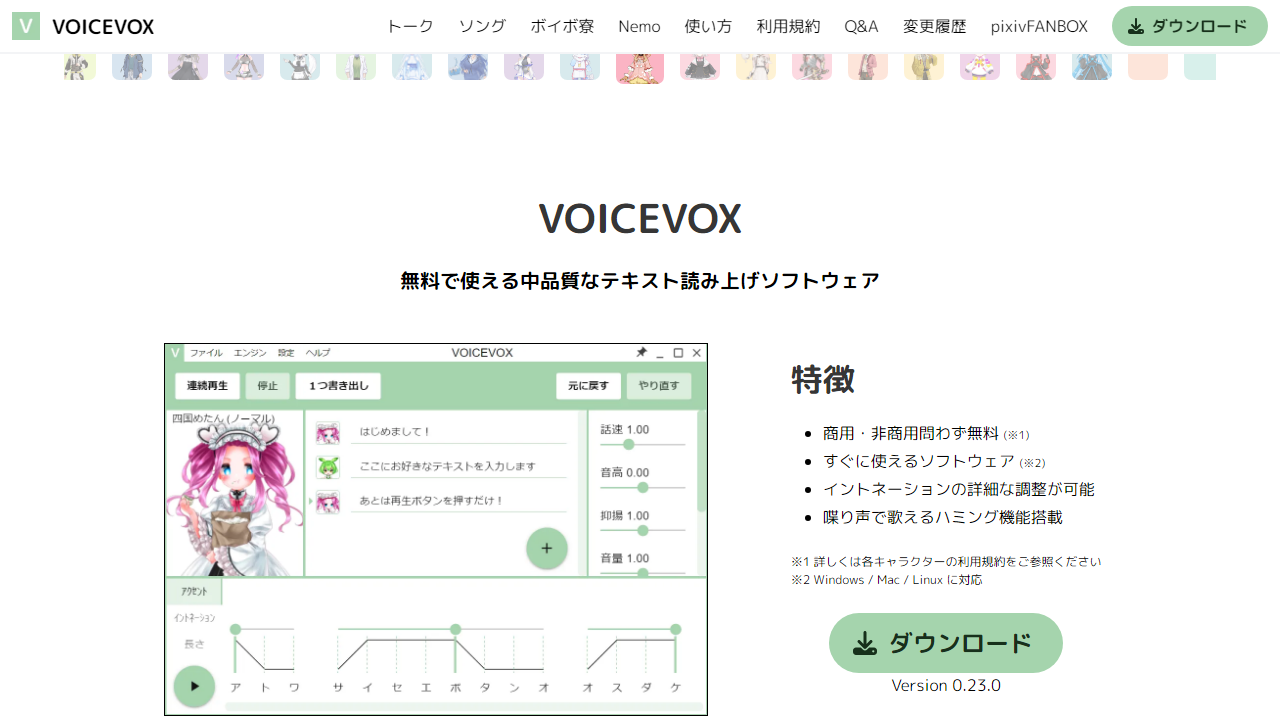 V VOICEVOX トーク ソング ボイボ寮 Nemo 使い方 利用規約 Q&A 変更履歴 pixivFANBOX ダウンロード
VOICEVOX
無料で使える中品質なテキスト読み上げソフトウェア
V ファイル エンジン 設定 ヘルプ VOICEVOX
連続再生 停止 1つ書き出し 元に戻す やり直す
四国めたん (ノーマル)
はじめまして！
ここにお好きなテキストを入力します
あとは再生ボタンを押すだけ！
話速 1.00
音高 0.00
抑揚 1.00
音量 1.00
アクセント
イントネーション
長さ
ア ト ワ サ イ セ エ ボ タ ン オ オ ス ダ ケ
特徴
商用・非商用問わず無料 (※1)
すぐに使えるソフトウェア (※2)
イントネーションの詳細な調整が可能
喋り声で歌えるハミング機能搭載
※1 詳しくは各キャラクターの利用規約をご参照ください
※2 Windows / Mac / Linux に対応
ダウンロード
Version 0.23.0